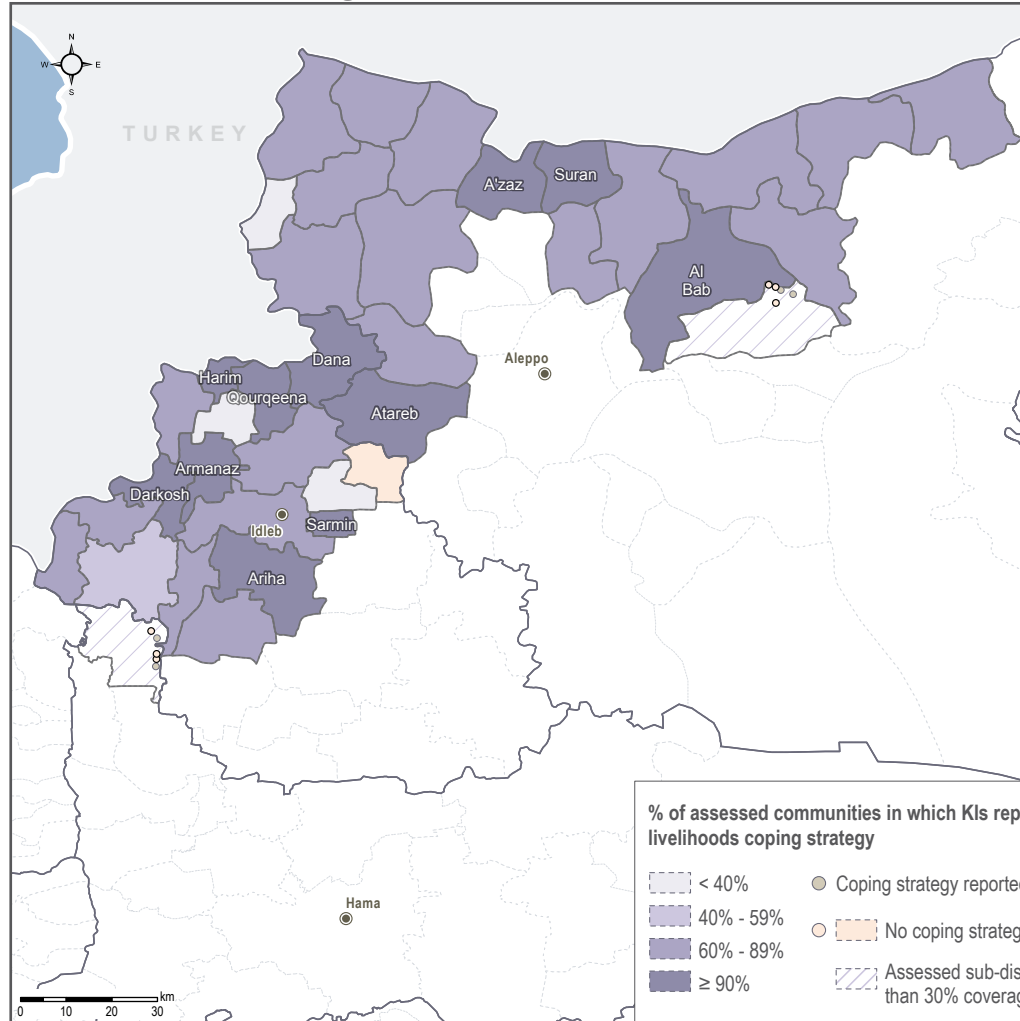 N
W E
S
TURKEY
A'zaz
Suran
Al
Bab
Aleppo
Dana
Harim
Qourqeena
Atareb
Armanaz
Darkosh
Idleb
Sarmin
Ariha
Hama
% of assessed communities in which KIs rep
livelihoods coping strategy
< 40%
40% - 59%
60% - 89%
≥ 90%
Coping strategy reported
No coping strateg
Assessed sub-dis
than 30% coverag
km
0 10 20 30